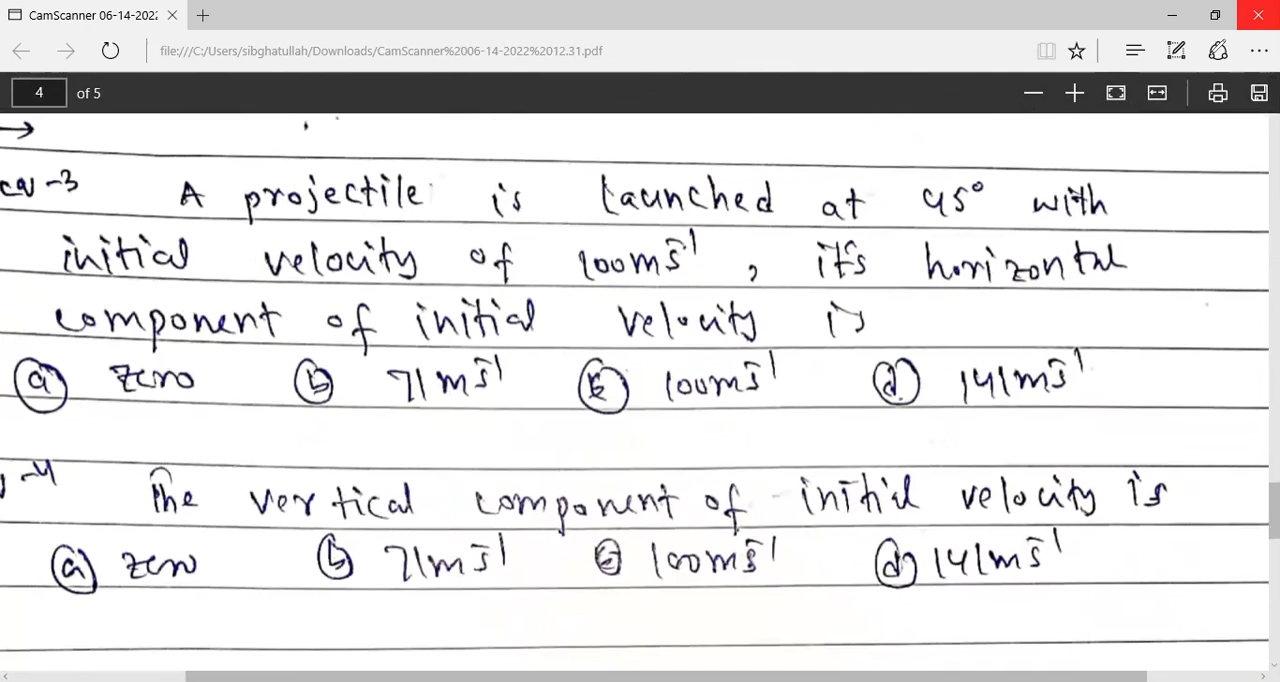 CamScanner 06-14-202
file:///C:/Users/sibghatullah/Downloads/CamScanner%2006-14-2022%2012.31.pdf
4 of 5
-3 A projectile is launched at 45° with
initial velocity of 100ms⁻¹, its horizontal
component of initial velocity is
(a) zero (b) 71ms⁻¹ (c) 100ms⁻¹ (d) 141ms⁻¹
-4 The vertical component of initial velocity is
(a) zero (b) 71ms⁻¹ (c) 100ms⁻¹ (d) 141ms⁻¹